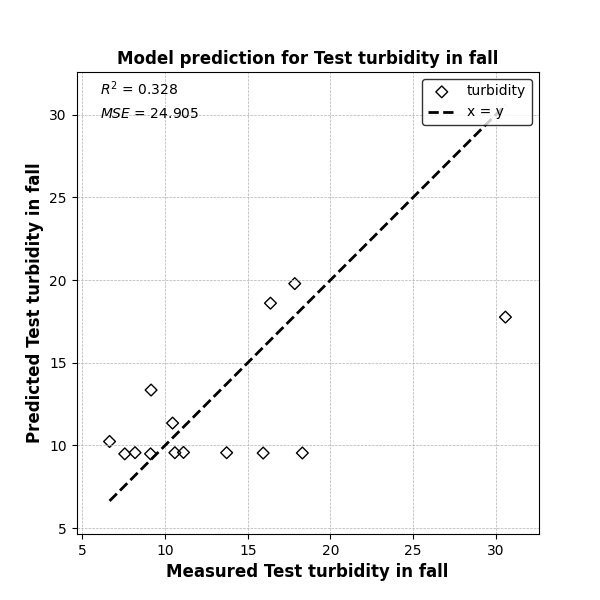 Model prediction for Test turbidity in fall
R² = 0.328
MSE = 24.905
turbidity
x = y
Predicted Test turbidity in fall
30
25
20
15
10
5
5 10 15 20 25 30
Measured Test turbidity in fall